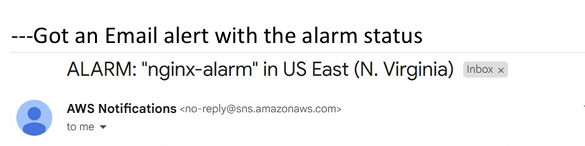 ---Got an Email alert with the alarm status
ALARM: "nginx-alarm" in US East (N. Virginia) Inbox ×
AWS Notifications <no-reply@sns.amazonaws.com>
to me